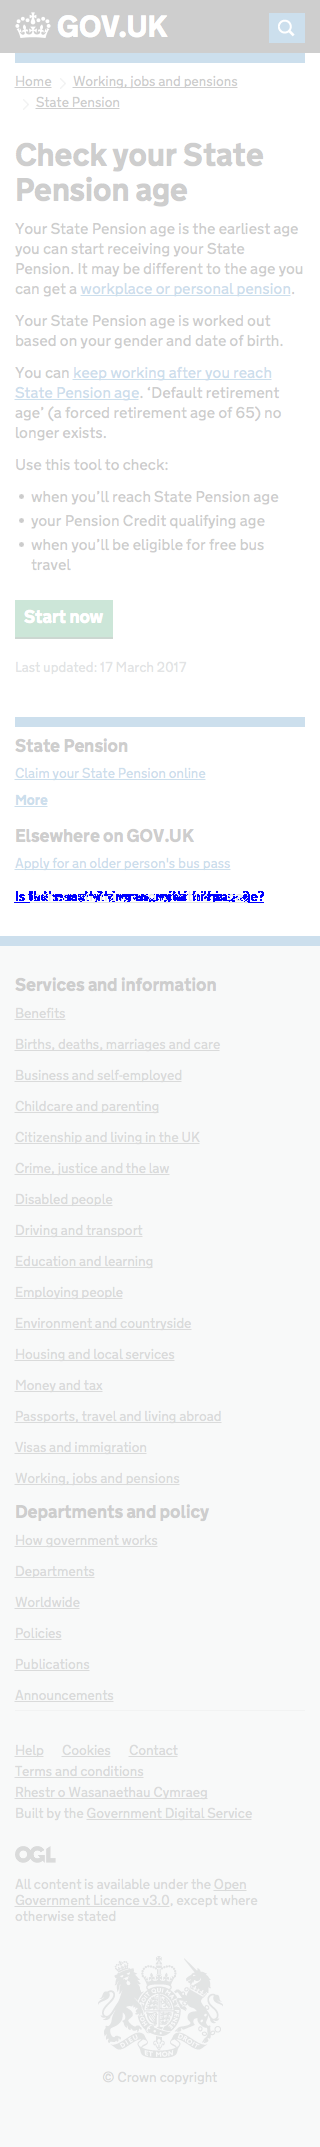 GOV.UK
Home
Working, jobs and pensions
State Pension
Check your State
Pension age
Your State Pension age is the earliest age
you can start receiving your State
Pension. It may be different to the age you
can get a workplace or personal pension.
Your State Pension age is worked out
based on your gender and date of birth.
You can keep working after you reach
State Pension age. ‘Default retirement
age’ (a forced retirement age of 65) no
longer exists.
Use this tool to check:
• when you’ll reach State Pension age
• your Pension Credit qualifying age
• when you’ll be eligible for free bus
travel
Start now
Last updated: 17 March 2017
State Pension
Claim your State Pension online
More
Elsewhere on GOV.UK
Apply for an older person's bus pass
Is
Services and information
Benefits
Births, deaths, marriages and care
Business and self-employed
Childcare and parenting
Citizenship and living in the UK
Crime, justice and the law
Disabled people
Driving and transport
Education and learning
Employing people
Environment and countryside
Housing and local services
Money and tax
Passports, travel and living abroad
Visas and immigration
Working, jobs and pensions
Departments and policy
How government works
Departments
Worldwide
Policies
Publications
Announcements
Help Cookies Contact
Terms and conditions
Rhestr o Wasanaethau Cymraeg
Built by the Government Digital Service
OGL
All content is available under the Open
Government Licence v3.0, except where
otherwise stated
© Crown copyright